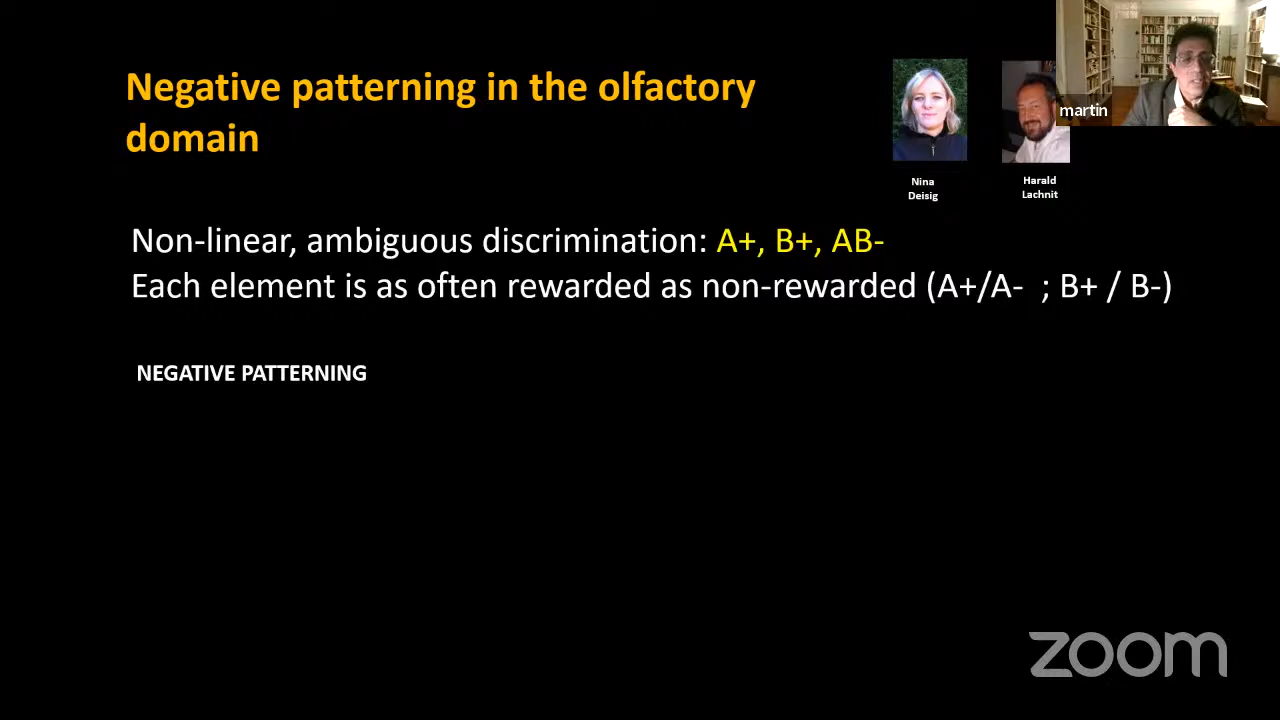 Negative patterning in the olfactory
domain
martin
Nina
Deisig
Harald
Lachnit
Non-linear, ambiguous discrimination: A+, B+, AB-
Each element is as often rewarded as non-rewarded (A+/A-  ; B+ / B-)
NEGATIVE PATTERNING
zoom